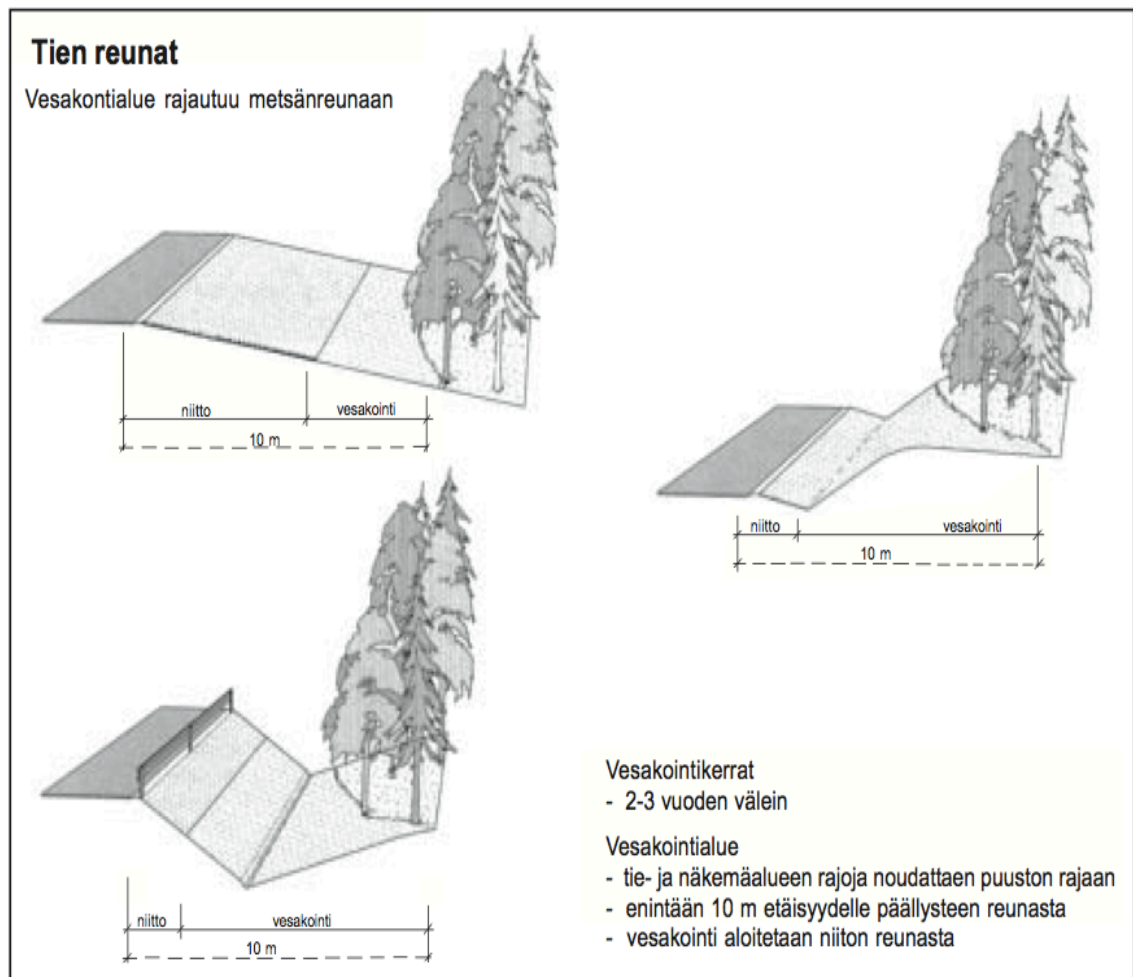 Tien reunat
Vesakontialue rajautuu metsänreunaan
niitto vesakointi
10 m
niitto vesakointi
10 m
niitto vesakointi
10 m
Vesakointikerrat
- 2-3 vuoden välein
Vesakointialue
- tie- ja näkemäalueen rajoja noudattaen puuston rajaan
- enintään 10 m etäisyydelle päällysteen reunasta
- vesakointi aloitetaan niiton reunasta